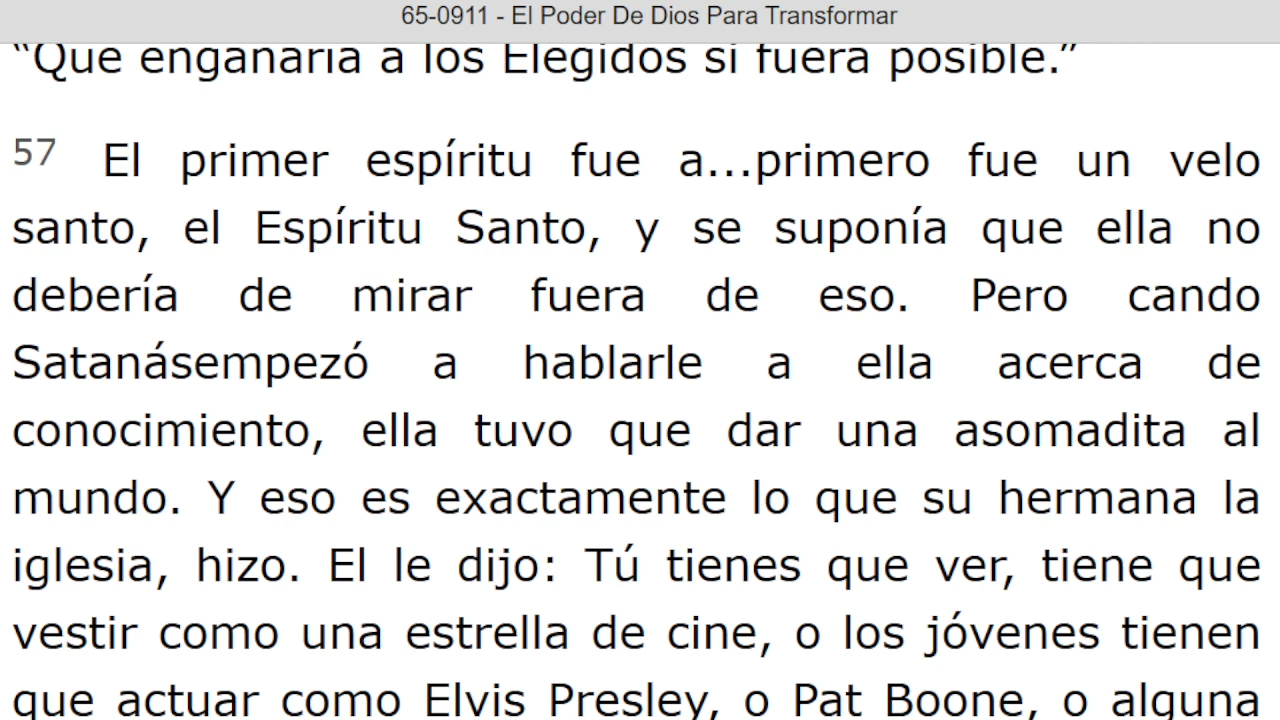 65-0911 - El Poder De Dios Para Transformar
“Que engañaría a los Elegidos si fuera posible.”
57 El primer espíritu fue a...primero fue un velo
santo, el Espíritu Santo, y se suponía que ella no
debería de mirar fuera de eso. Pero cando
Satanásempezó a hablarle a ella acerca de
conocimiento, ella tuvo que dar una asomadita al
mundo. Y eso es exactamente lo que su hermana la
iglesia, hizo. El le dijo: Tú tienes que ver, tiene que
vestir como una estrella de cine, o los jóvenes tienen
que actuar como Elvis Presley, o Pat Boone, o alguna